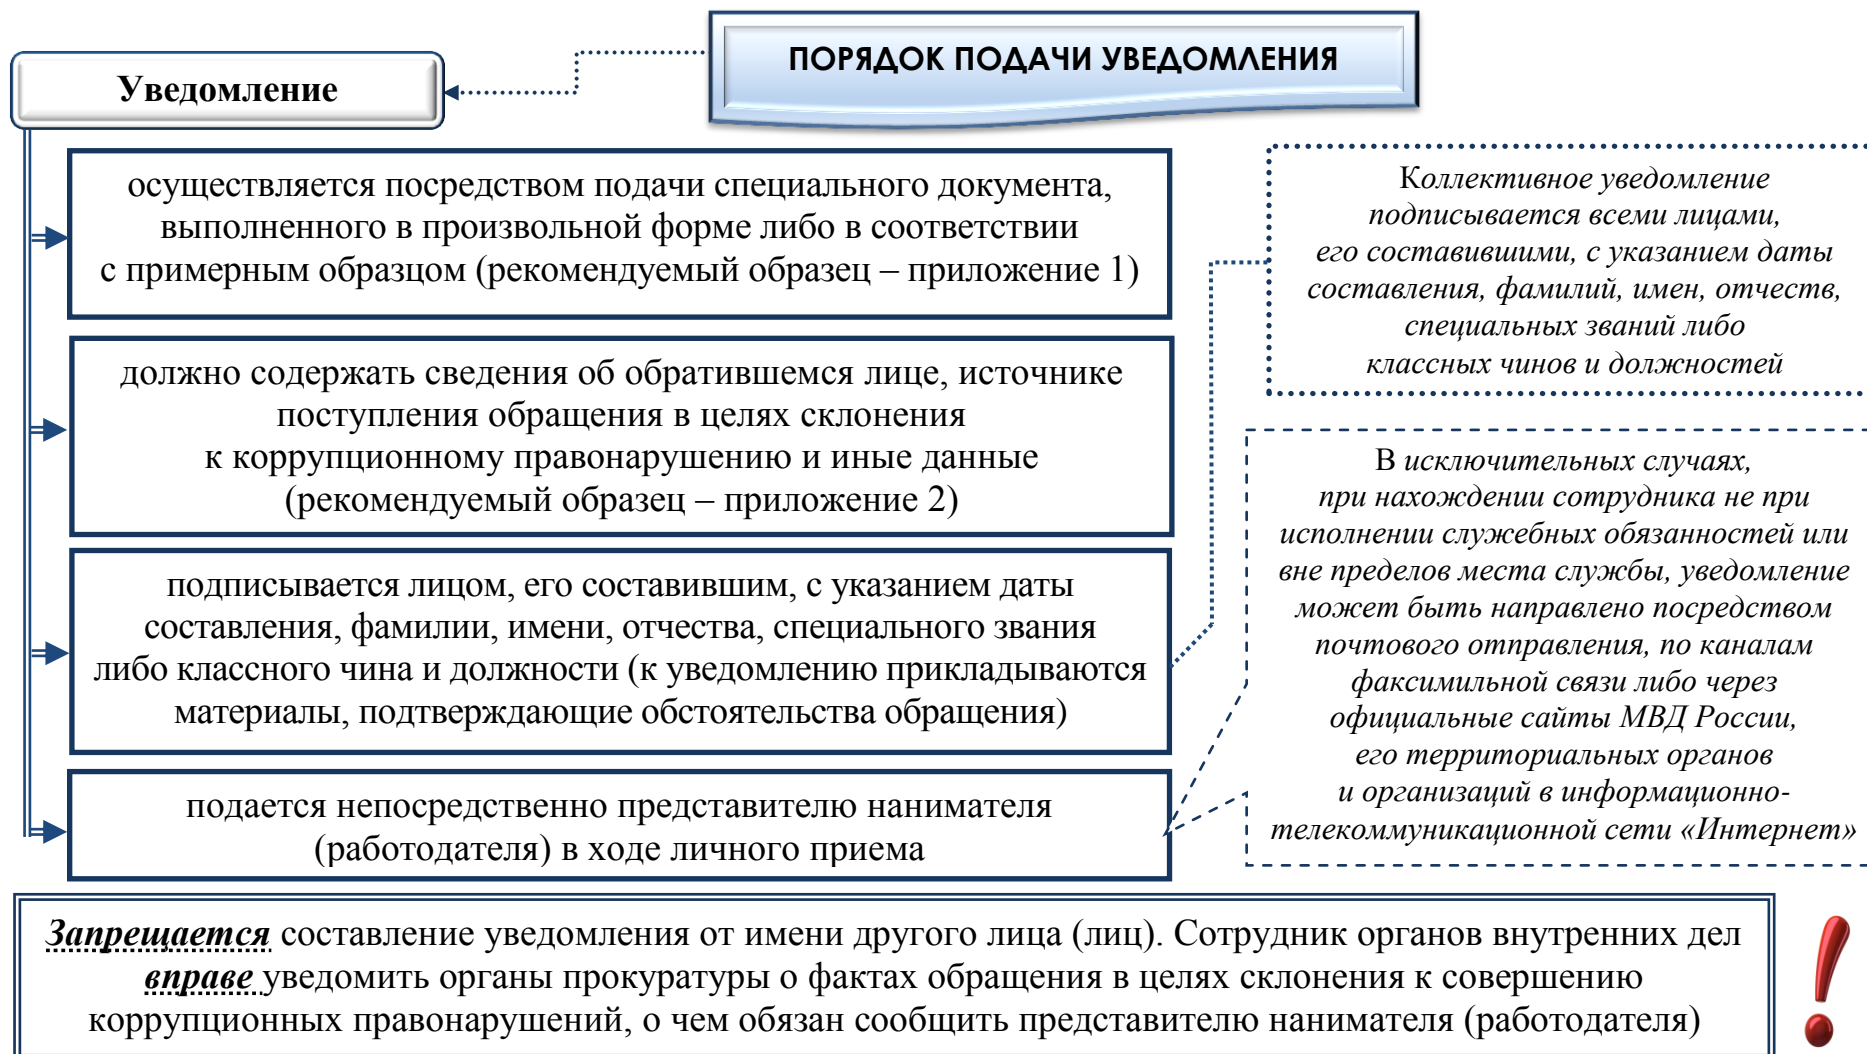 ПОРЯДОК ПОДАЧИ УВЕДОМЛЕНИЯ
Уведомление
осуществляется посредством подачи специального документа,
выполненного в произвольной форме либо в соответствии
с примерным образцом (рекомендуемый образец – приложение 1)
должно содержать сведения об обратившемся лице, источнике
поступления обращения в целях склонения
к коррупционному правонарушению и иные данные
(рекомендуемый образец – приложение 2)
подписывается лицом, его составившим, с указанием даты
составления, фамилии, имени, отчества, специального звания
либо классного чина и должности (к уведомлению прикладываются
материалы, подтверждающие обстоятельства обращения)
подается непосредственно представителю нанимателя
(работодателя) в ходе личного приема
Коллективное уведомление
подписывается всеми лицами,
его составившими, с указанием даты
составления, фамилий, имен, отчеств,
специальных званий либо
классных чинов и должностей
В исключительных случаях,
при нахождении сотрудника не при
исполнении служебных обязанностей или
вне пределов места службы, уведомление
может быть направлено посредством
почтового отправления, по каналам
факсимильной связи либо через
официальные сайты МВД России,
его территориальных органов
и организаций в информационно-
телекоммуникационной сети «Интернет»
Запрещается составление уведомления от имени другого лица (лиц). Сотрудник органов внутренних дел
вправе уведомить органы прокуратуры о фактах обращения в целях склонения к совершению
коррупционных правонарушений, о чем обязан сообщить представителю нанимателя (работодателя)
!